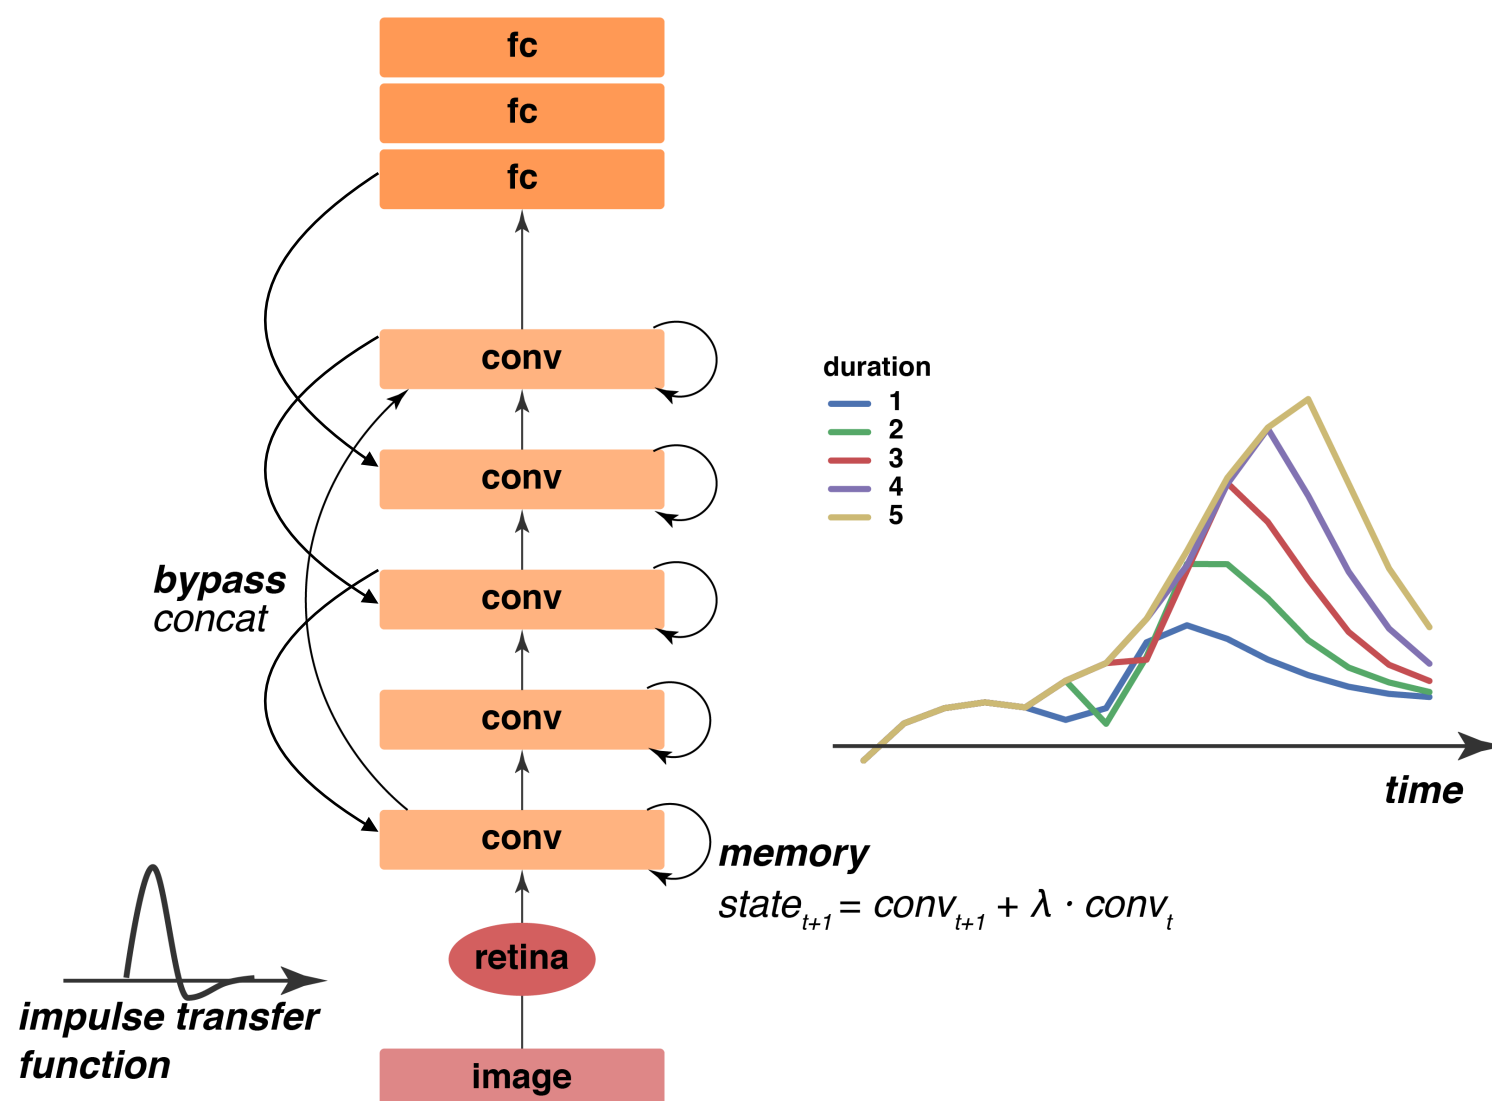 fc
fc
fc
conv
conv
conv
conv
conv
retina
image
bypass
concat
memory
state_{t+1} = conv_{t+1} + λ · conv_t
impulse transfer
function
duration
1
2
3
4
5
time